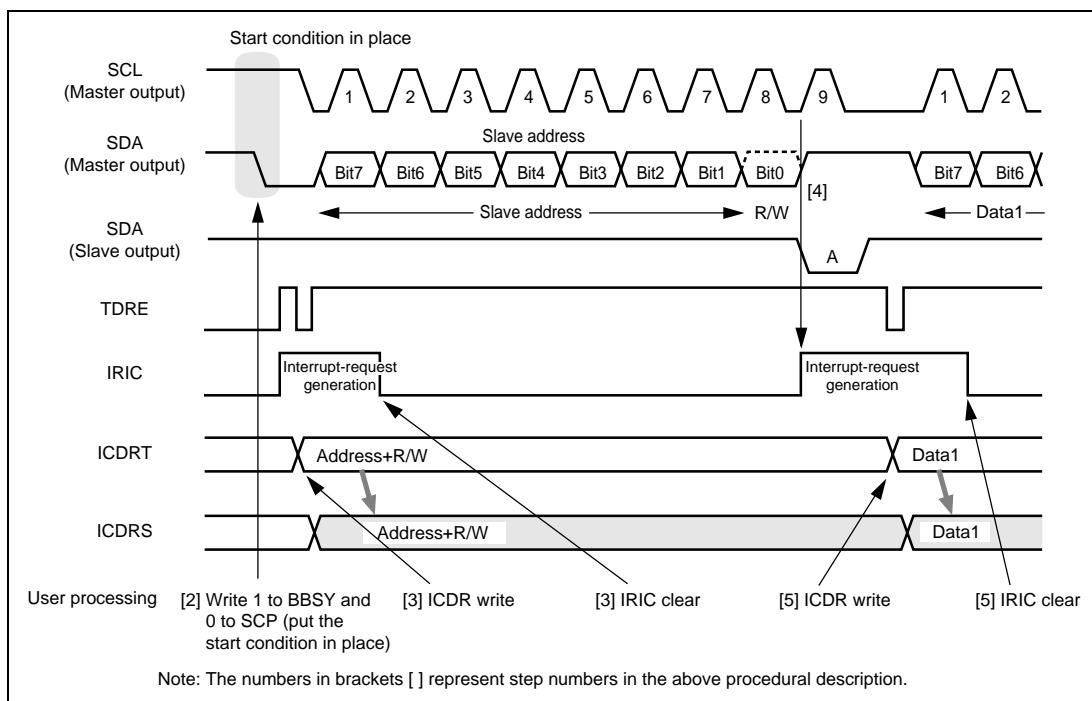 Start condition in place
SCL
(Master output)
1 2 3 4 5 6 7 8 9 1 2
Slave address
SDA
(Master output)
Bit7 Bit6 Bit5 Bit4 Bit3 Bit2 Bit1 Bit0 [4] Bit7 Bit6
Slave address R/W Data1
SDA
(Slave output)
A
TDRE
IRIC
Interrupt-request
generation
Interrupt-request
generation
ICDRT
Address+R/W Data1
ICDRS
Address+R/W Data1
User processing
[2] Write 1 to BBSY and
0 to SCP (put the
start condition in place)
[3] ICDR write
[3] IRIC clear
[5] ICDR write
[5] IRIC clear
Note: The numbers in brackets [ ] represent step numbers in the above procedural description.